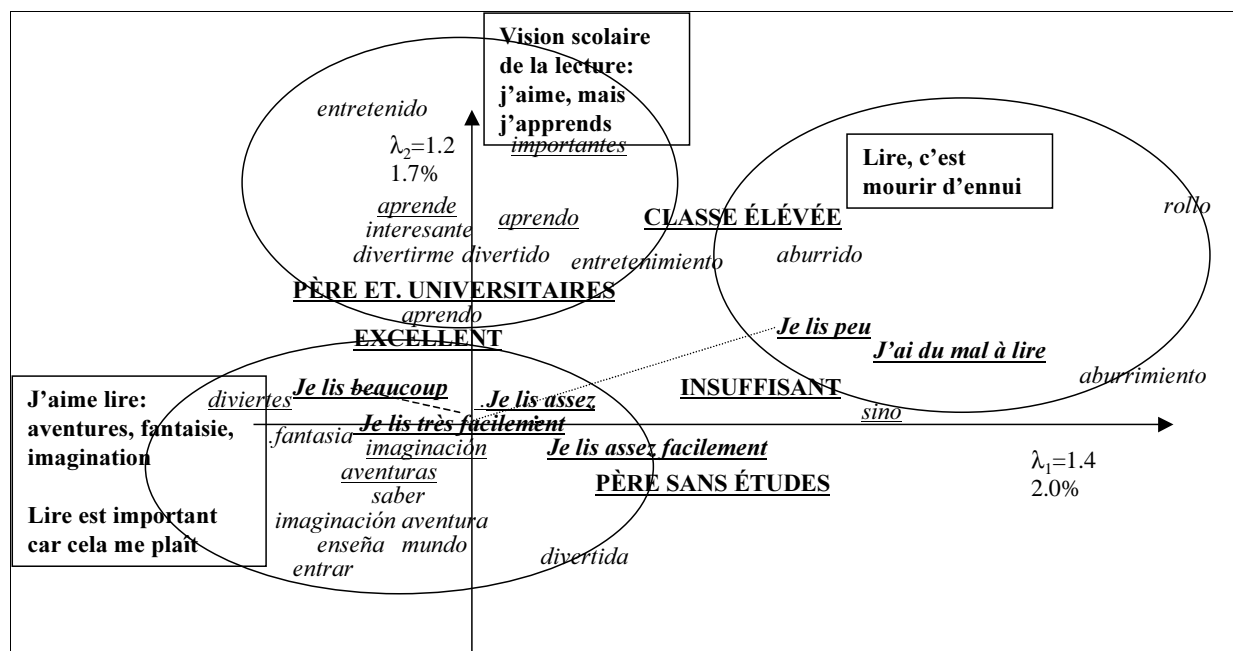 Vision scolaire
de la lecture:
j'aime, mais
j'apprends
entretenido
λ2=1.2
1.7%
importantes
Lire, c'est
mourir d'ennui
rollo
aprende
aprendo
CLASSE ÉLÉVÉE
interesante
divertirme divertido
entretenimiento
aburrido
PÈRE ET. UNIVERSITAIRES
aprendo
EXCELLENT
Je lis peu
J'ai du mal à lire
aburrimiento
INSUFFISANT
J'aime lire:
aventures, fantaisie,
imagination
Lire est important
car cela me plaît
diviertes
Je lis beaucoup
.Je lis assez
sino
.fantasia
Je lis très facilement
imaginación
Je lis assez facilement
λ1=1.4
2.0%
aventuras
PÈRE SANS ÉTUDES
saber
imaginación aventura
enseña mundo
divertida
entrar